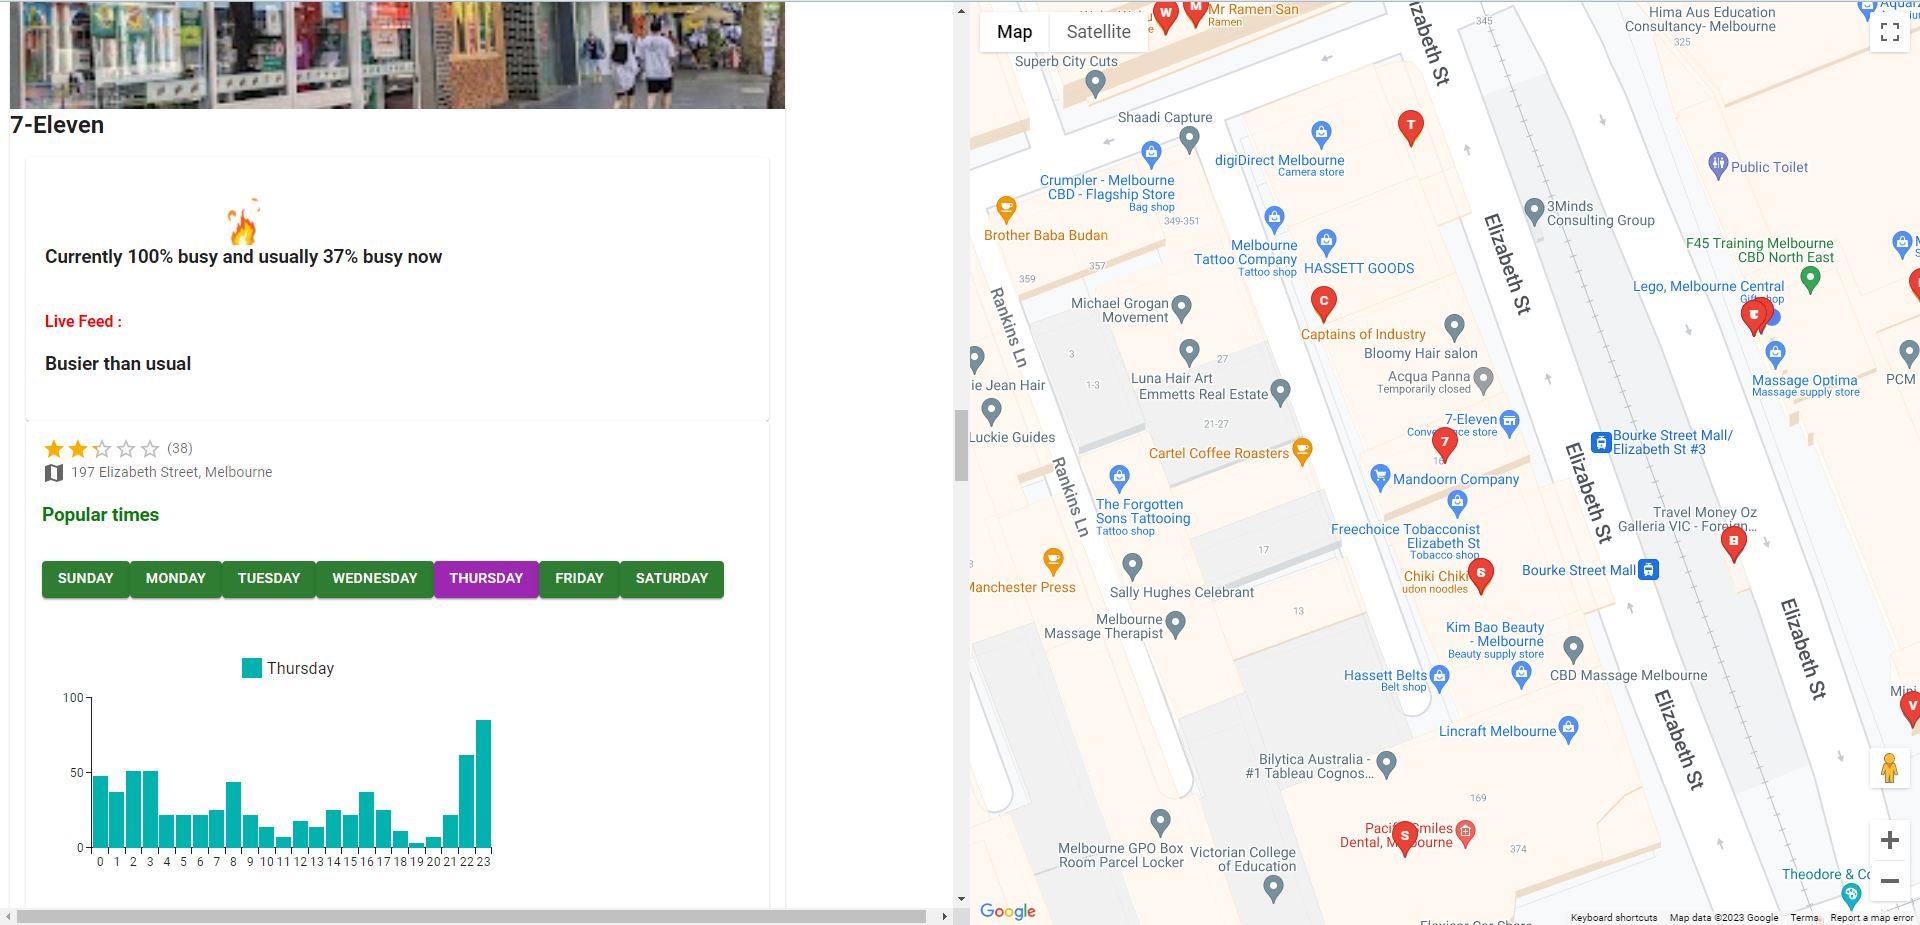 7-Eleven
Currently 100% busy and usually 37% busy now
Live Feed :
Busier than usual
(38)
197 Elizabeth Street, Melbourne
Popular times
SUNDAY MONDAY TUESDAY WEDNESDAY THURSDAY FRIDAY SATURDAY
Thursday
100
50
0
0 1 2 3 4 5 6 7 8 9 10 11 12 13 14 15 16 17 18 19 20 21 22 23
Map Satellite
W
M
Mr Ramen San
Ramen
Superb City Cuts
Shaadi Capture
345
Elizabeth St
Hima Aus Education
Consultancy- Melbourne
325
T
digiDirect Melbourne
Camera store
Crumpler - Melbourne
CBD - Flagship Store
Bag shop
349-351
Public Toilet
Brother Baba Budan
3Minds
Consulting Group
Melbourne
Tattoo Company
Tattoo shop
HASSETT GOODS
Elizabeth St
F45 Training Melbourne
CBD North East
357
359
Lego, Melbourne Central
Rankins Ln
Michael Grogan
Movement
C
Captains of Industry
Bloomy Hair salon
3
27
1-3
Luna Hair Art
Emmetts Real Estate
Acqua Panna
Temporarily closed
Massage Optima
Massage supply store
PCM
ie Jean Hair
21-27
7-Eleven
7
Luckie Guides
Bourke Street Mall/
Elizabeth St #3
Cartel Coffee Roasters
Rankins Ln
Mandoorn Company
Elizabeth St
The Forgotten
Sons Tattooing
Tattoo shop
Freechoice Tobacconist
Elizabeth St
Tobacco shop
Travel Money Oz
Galleria VIC - Foreign...
17
Manchester Press
Chiki Chiki
udon noodles
6
Bourke Street Mall
Sally Hughes Celebrant
13
Melbourne
Massage Therapist
Kim Bao Beauty
- Melbourne
Beauty supply store
Elizabeth St
Hassett Belts
Belt shop
CBD Massage Melbourne
Elizabeth St
Mini
V
Lincraft Melbourne
Bilytica Australia -
#1 Tableau Cognos...
169
S
Dental,
374
Melbourne GPO Box
Room Parcel Locker
Victorian College
of Education
Theodore & Co
Google
Keyboard shortcuts Map data ©2023 Google Terms Report a map error